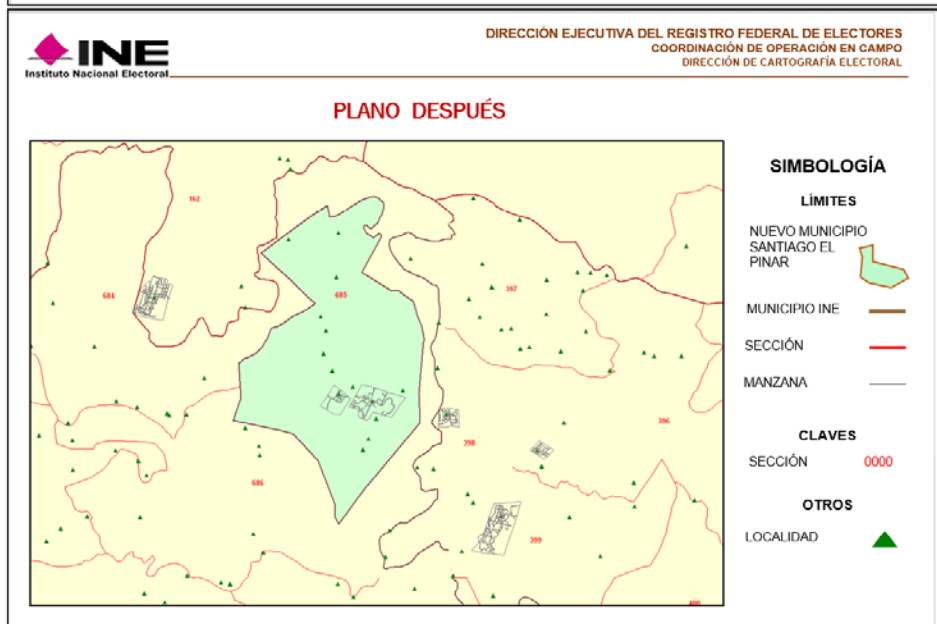 INE
Instituto Nacional Electoral
DIRECCIÓN EJECUTIVA DEL REGISTRO FEDERAL DE ELECTORES
COORDINACIÓN DE OPERACIÓN EN CAMPO
DIRECCIÓN DE CARTOGRAFÍA ELECTORAL
PLANO DESPUÉS
162
684
685
397
396
398
686
399
400
SIMBOLOGÍA
LÍMITES
NUEVO MUNICIPIO
SANTIAGO EL
PINAR
MUNICIPIO INE
SECCIÓN
MANZANA
CLAVES
SECCIÓN 0000
OTROS
LOCALIDAD